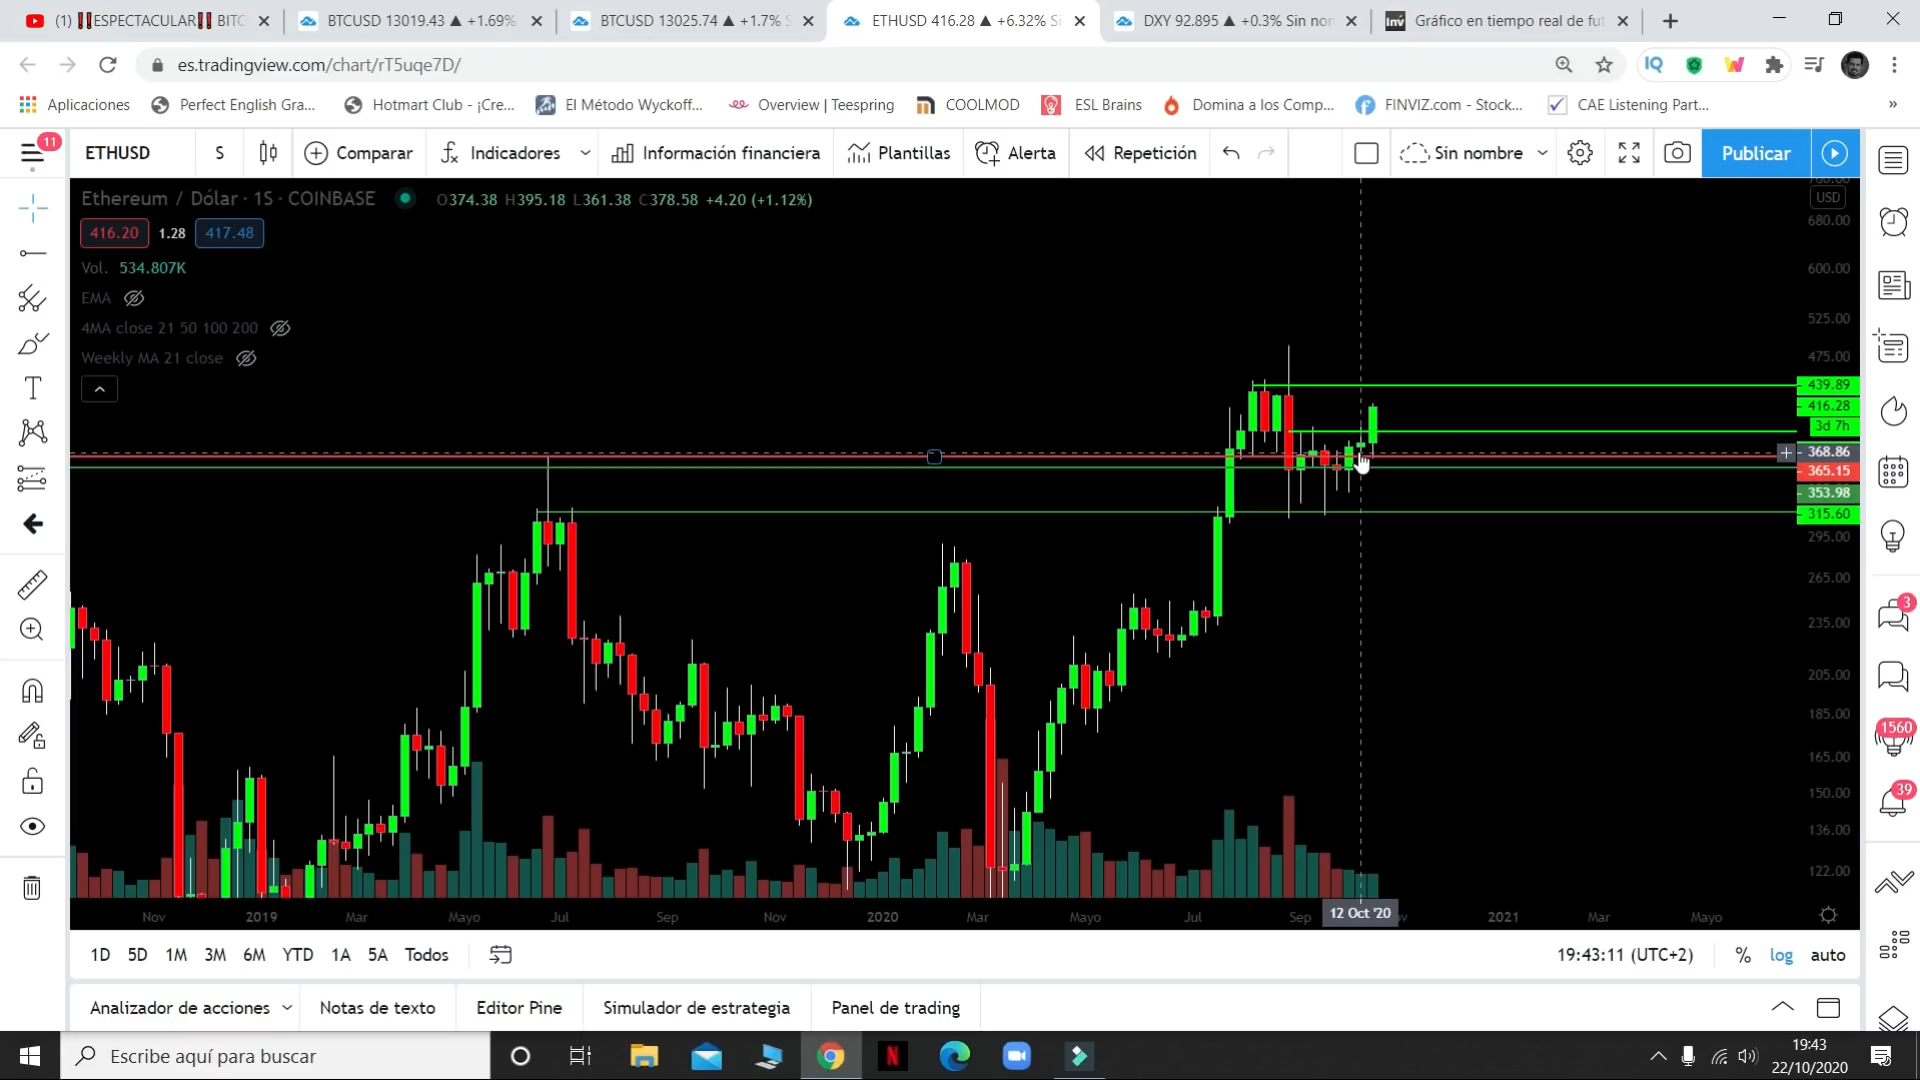 (1) ‼️ESPECTACULAR‼️ BITC
BTCUSD 13019.43 ▲ +1.69%
BTCUSD 13025.74 ▲ +1.7% S
ETHUSD 416.28 ▲ +6.32% Si
DXY 92.895 ▲ +0.3% Sin nom
Inv
Gráfico en tiempo real de fut
es.tradingview.com/chart/rT5uqe7D/
IQ
Aplicaciones
Perfect English Gra...
Hotmart Club - ¡Cre...
El Método Wyckoff...
Overview | Teespring
COOLMOD
ESL Brains
Domina a los Comp...
FINVIZ.com - Stock...
CAE Listening Part...
»
11
ETHUSD
S
Comparar
Indicadores
Información financiera
Plantillas
Alerta
Repetición
Sin nombre
Publicar
Ethereum / Dólar · 1S · COINBASE
O374.38 H395.18 L361.38 C378.58 +4.20 (+1.12%)
416.20 1.28 417.48
Vol. 534.807K
EMA
4MA close 21 50 100 200
Weekly MA 21 close
USD
680.00
600.00
525.00
475.00
439.89
416.28
3d 7h
368.86
365.15
353.98
315.60
295.00
265.00
235.00
205.00
185.00
165.00
150.00
136.00
122.00
3
1560
39
Nov 2019 Mar Mayo Jul Sep Nov 2020 Mar Mayo Jul Sep 12 Oct '20 2021 Mar Mayo
1D 5D 1M 3M 6M YTD 1A 5A Todos
19:43:11 (UTC+2) % log auto
Analizador de acciones
Notas de texto
Editor Pine
Simulador de estrategia
Panel de trading
Escribe aquí para buscar
N
19:43
22/10/2020